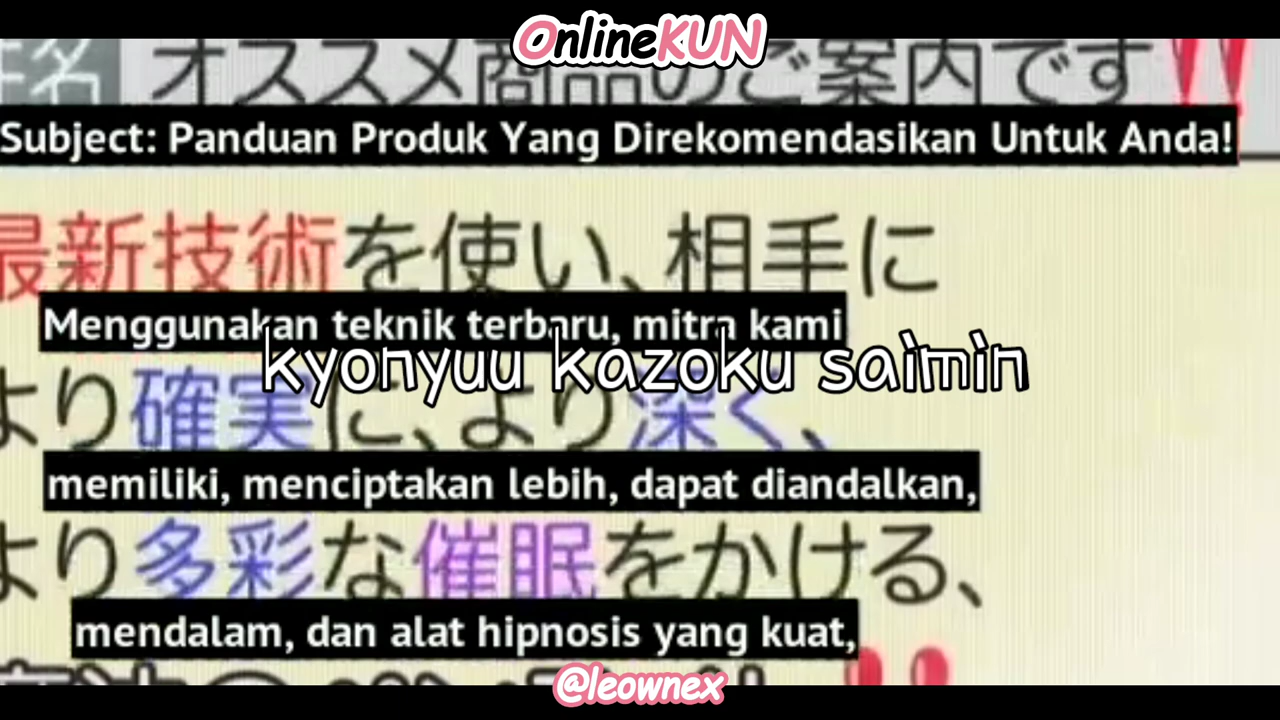 OnlineKUN
件名 オススメ商品のご案内です!!
Subject: Panduan Produk Yang Direkomendasikan Untuk Anda!
最新技術を使い、相手に
Menggunakan teknik terbaru, mitra kami
kyonyuu kazoku saimin
より確実に、より深く、
memiliki, menciptakan lebih, dapat diandalkan,
より多彩な催眠をかける、
mendalam, dan alat hipnosis yang kuat,
@leownex